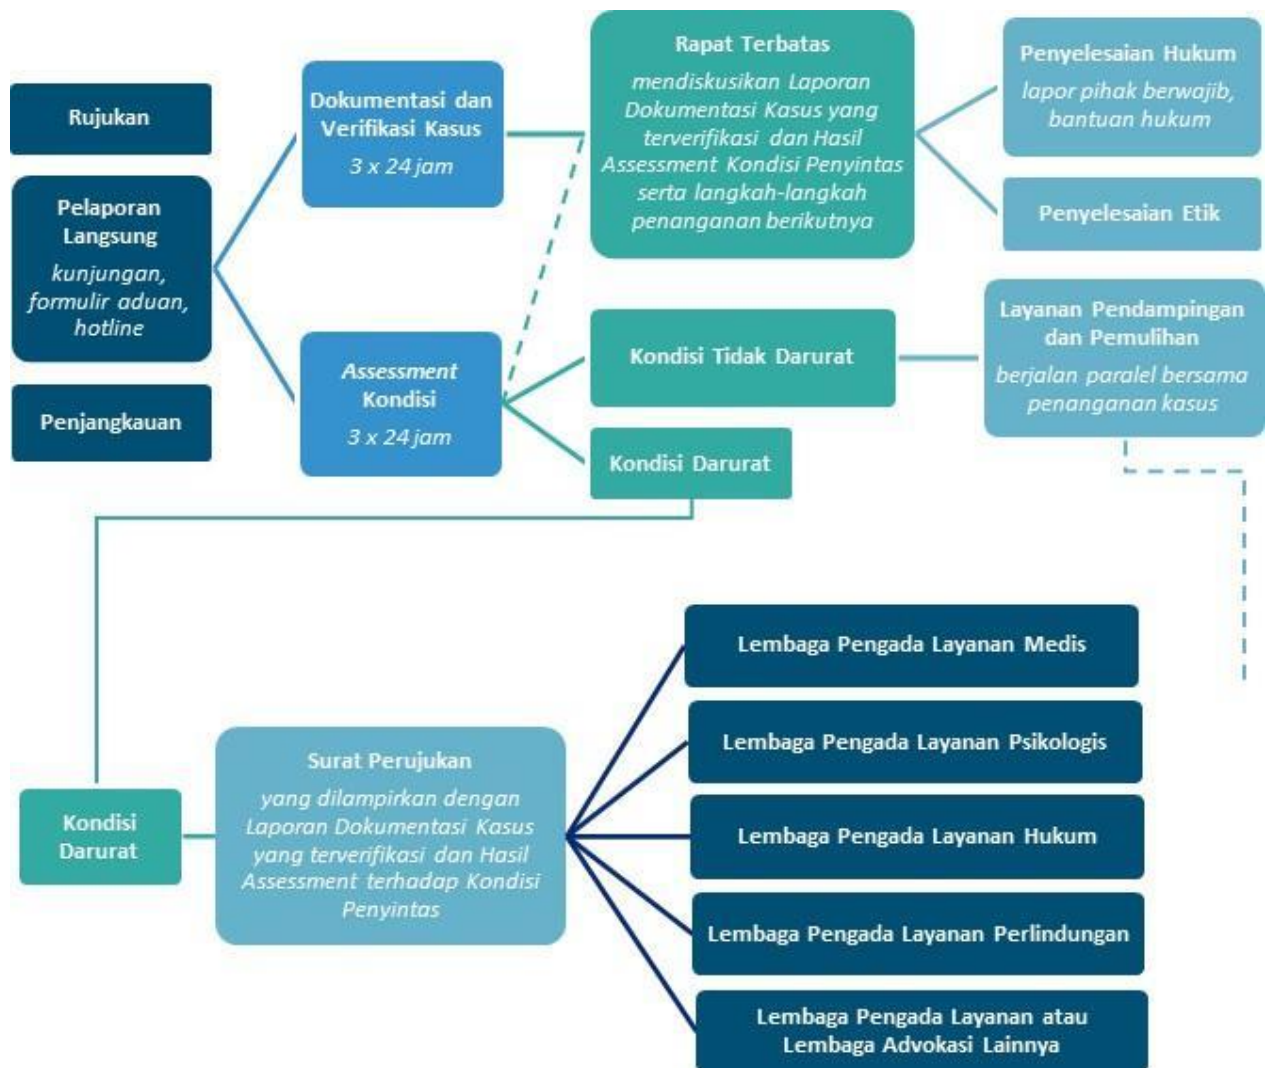 Rujukan
Pelaporan
Langsung
kunjungan,
formulir aduan,
hotline
Penjangkauan
Dokumentasi dan
Verifikasi Kasus
3 x 24 jam
Assessment
Kondisi
3 x 24 jam
Rapat Terbatas
mendiskusikan Laporan
Dokumentasi Kasus yang
terverifikasi dan Hasil
Assessment Kondisi Penyintas
serta langkah-langkah
penanganan berikutnya
Kondisi Tidak Darurat
Kondisi Darurat
Penyelesaian Hukum
lapor pihak berwajib,
bantuan hukum
Penyelesaian Etik
Layanan Pendampingan
dan Pemulihan
berjalan paralel bersama
penanganan kasus
Kondisi
Darurat
Surat Perujukan
yang dilampirkan dengan
Laporan Dokumentasi Kasus
yang terverifikasi dan Hasil
Assessment terhadap Kondisi
Penyintas
Lembaga Pengada Layanan Medis
Lembaga Pengada Layanan Psikologis
Lembaga Pengada Layanan Hukum
Lembaga Pengada Layanan Perlindungan
Lembaga Pengada Layanan atau
Lembaga Advokasi Lainnya